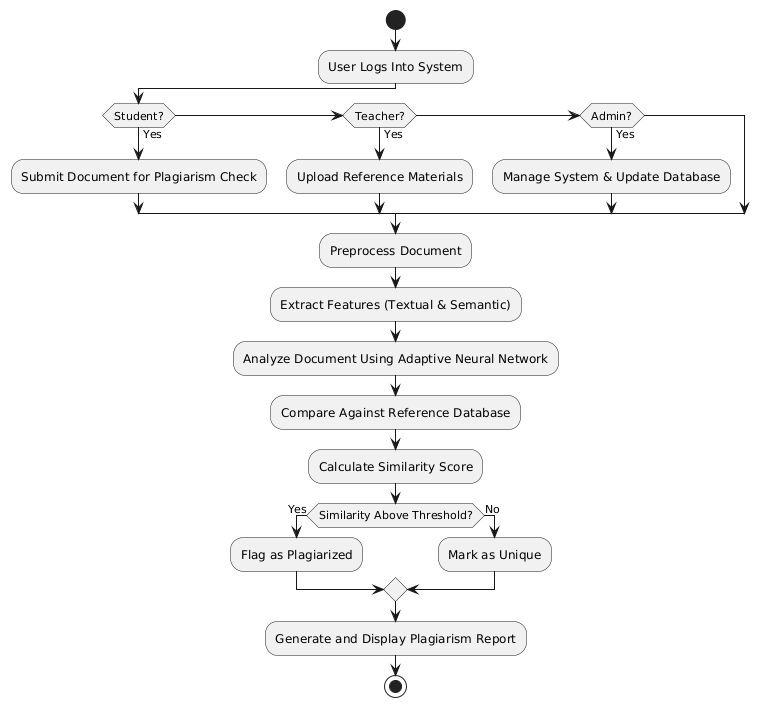 User Logs Into System
Student?
Teacher?
Admin?
Yes
Yes
Yes
Submit Document for Plagiarism Check
Upload Reference Materials
Manage System & Update Database
Preprocess Document
Extract Features (Textual & Semantic)
Analyze Document Using Adaptive Neural Network
Compare Against Reference Database
Calculate Similarity Score
Yes
Similarity Above Threshold?
No
Flag as Plagiarized
Mark as Unique
Generate and Display Plagiarism Report